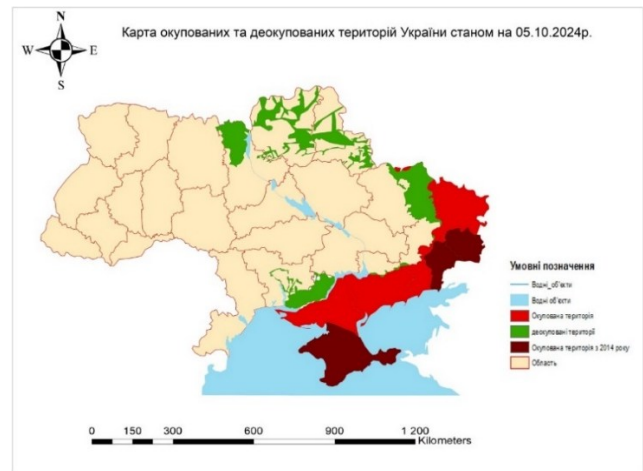 N
W E
S
Карта окупованих та деокупованих територій України станом на 05.10.2024р.
Умовні позначення
Водні_об'єкти
Водні об'єкти
Окупована територія
деокуповані території
Окупована територія з 2014 року
Область
0 150 300 600 900 1 200
Kilometers